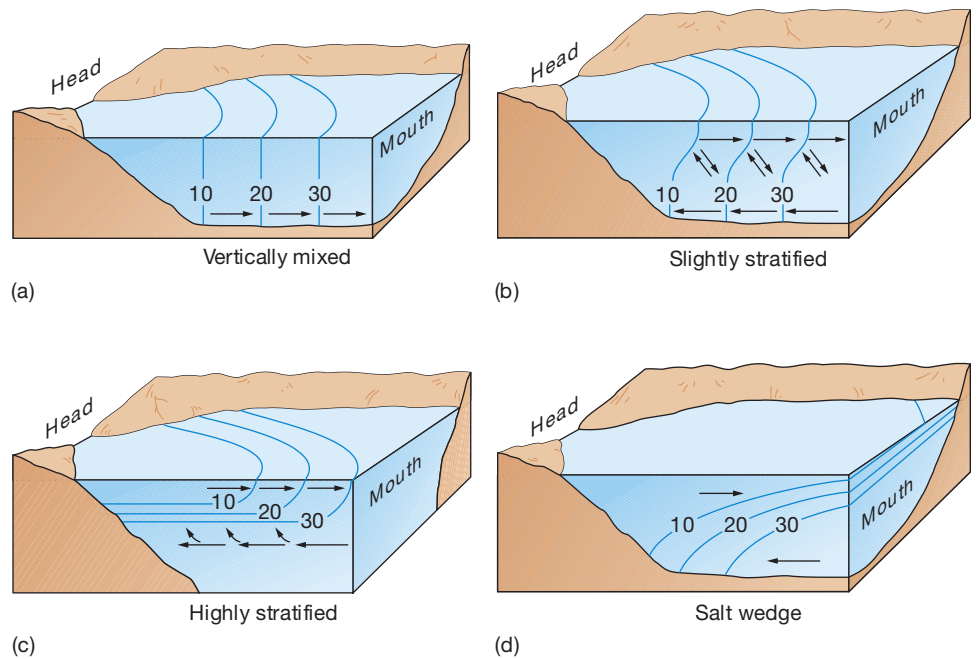 Head
Mouth
10
20
30
Vertically mixed
(a)
Head
Mouth
10
20
30
Slightly stratified
(b)
Head
Mouth
10
20
30
Highly stratified
(c)
Head
Mouth
10
20
30
Salt wedge
(d)